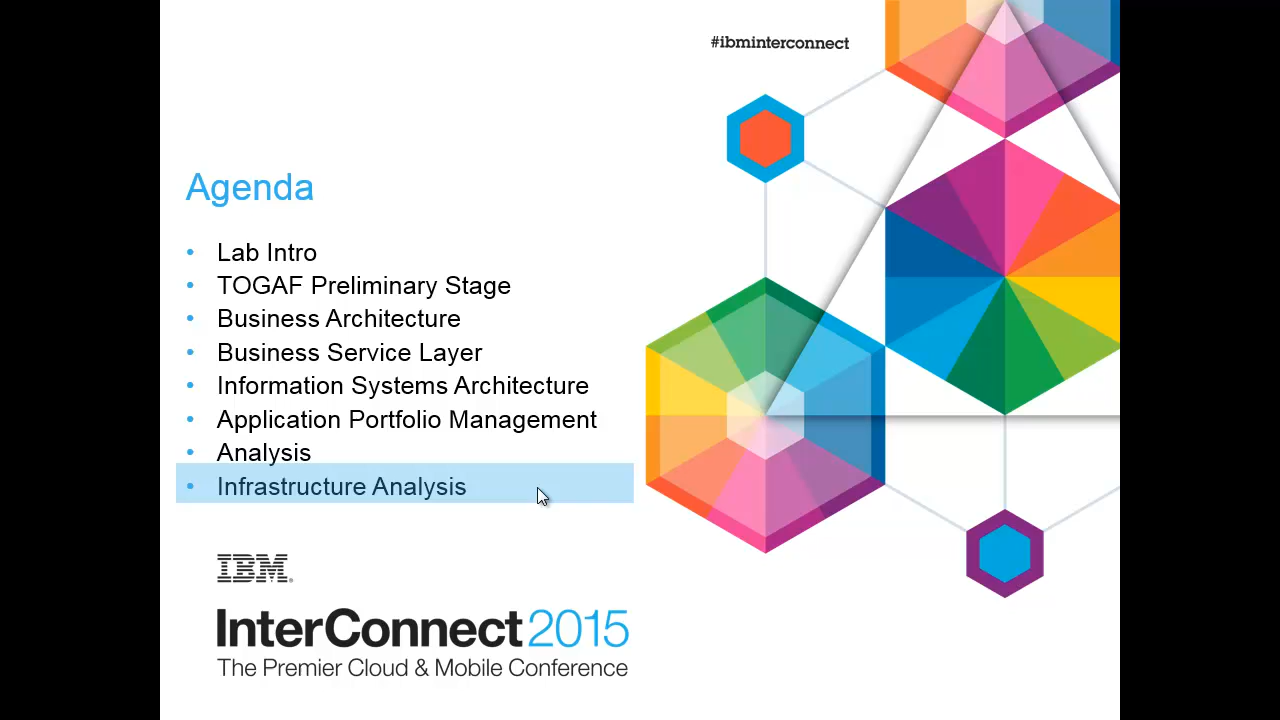 #ibminterconnect
Agenda
• Lab Intro
• TOGAF Preliminary Stage
• Business Architecture
• Business Service Layer
• Information Systems Architecture
• Application Portfolio Management
• Analysis
• Infrastructure Analysis
IBM®
InterConnect 2015
The Premier Cloud & Mobile Conference